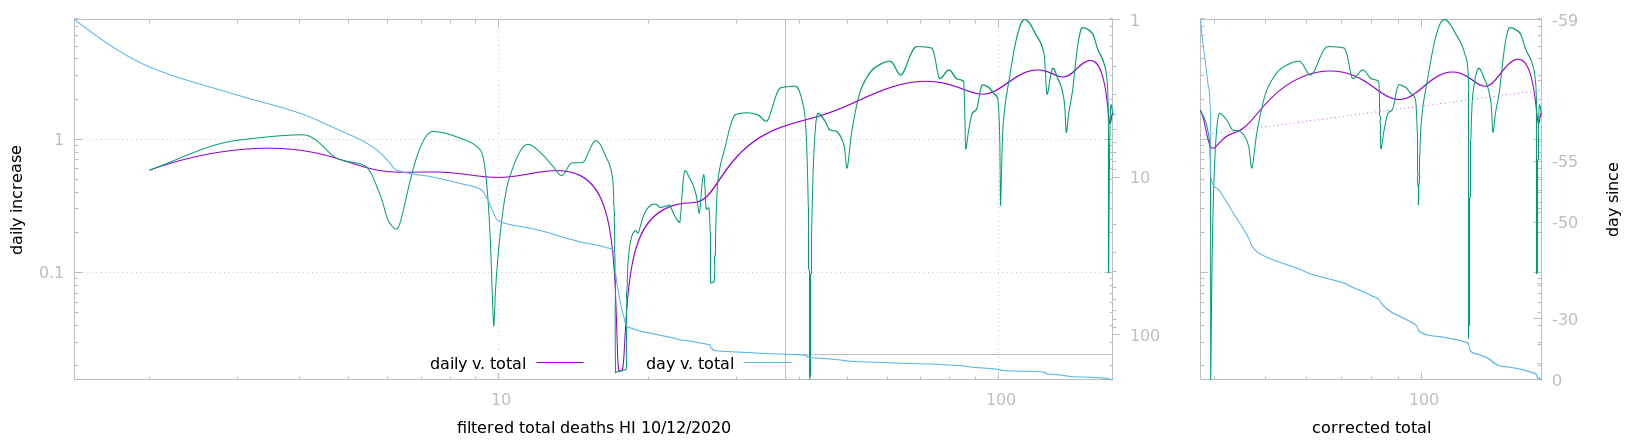 1
0.1
daily increase
daily v. total
day v. total
10
100
filtered total deaths HI 10/12/2020
1
10
100
-59
-55
-50
-30
0
day since
100
corrected total